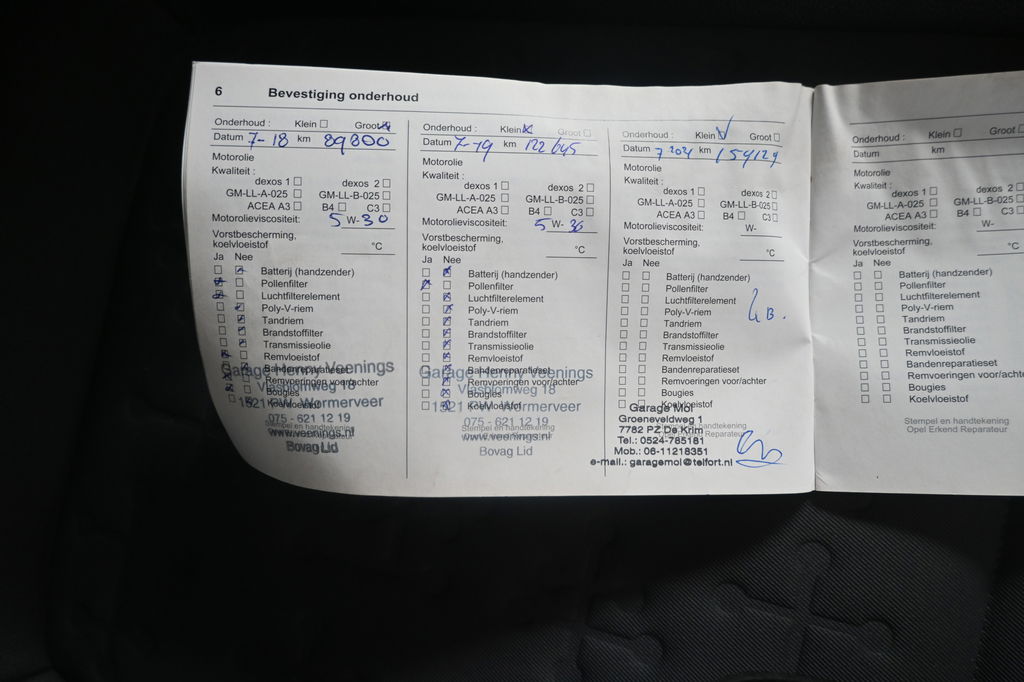 6 Bevestiging onderhoud
Onderhoud : Klein Groot
Datum 7-18 km 89800
Motorolie
Kwaliteit :
dexos 1 dexos 2
GM-LL-A-025 GM-LL-B-025
ACEA A3 B4 C3
Motorolieviscositeit: 5 W- 30
Vorstbescherming,
koelvloeistof °C
Ja Nee
Batterij (handzender)
Pollenfilter
Luchtfilterelement
Poly-V-riem
Tandriem
Brandstoffilter
Transmissieolie
Remvloeistof
Bandenreparatieset
Remvoeringen voor/achter
Bougies
Koelvloeistof
Garage Henny Veenings
Vlasblomweg 18
1521 PW Wormerveer
075 - 621 12 19
Stempel en handtekening
www.veenings.nl
Bovag Lid
Onderhoud : Klein Groot
Datum 7-19 km 122645
Motorolie
Kwaliteit :
dexos 1 dexos 2
GM-LL-A-025 GM-LL-B-025
ACEA A3 B4 C3
Motorolieviscositeit: 5 W- 30
Vorstbescherming,
koelvloeistof °C
Ja Nee
Batterij (handzender)
Pollenfilter
Luchtfilterelement
Poly-V-riem
Tandriem
Brandstoffilter
Transmissieolie
Remvloeistof
Bandenreparatieset
Remvoeringen voor/achter
Bougies
Koelvloeistof
Garage Henny Veenings
Vlasblomweg 18
1521 PW Wormerveer
075 - 621 12 19
Stempel en handtekening
www.veenings.nl
Bovag Lid
Onderhoud : Klein Groot
Datum 7 2021 km 159129
Motorolie
Kwaliteit :
dexos 1 dexos 2
GM-LL-A-025 GM-LL-B-025
ACEA A3 B4 C3
Motorolieviscositeit: W-
Vorstbescherming,
koelvloeistof °C
Ja Nee
Batterij (handzender)
Pollenfilter
Luchtfilterelement
Poly-V-riem
Tandriem
Brandstoffilter
Transmissieolie
Remvloeistof
Bandenreparatieset
Remvoeringen voor/achter
Bougies
Koelvloeistof
Garage Mol
Groeneveldweg 1
7782 PZ De Krim
Tel.: 0524-785181
Mob.: 06-11218351
e-mail.: garagemol@telfort.nl
Onderhoud : Klein Groot
Datum km
Motorolie
Kwaliteit :
dexos 1 dexos 2
GM-LL-A-025 GM-LL-B-025
ACEA A3 B4 C3
Motorolieviscositeit: W-
Vorstbescherming,
koelvloeistof °C
Ja Nee
Batterij (handzender)
Pollenfilter
Luchtfilterelement
Poly-V-riem
Tandriem
Brandstoffilter
Transmissieolie
Remvloeistof
Bandenreparatieset
Remvoeringen voor/achte
Bougies
Koelvloeistof
Stempel en handtekening
Opel Erkend Reparateur